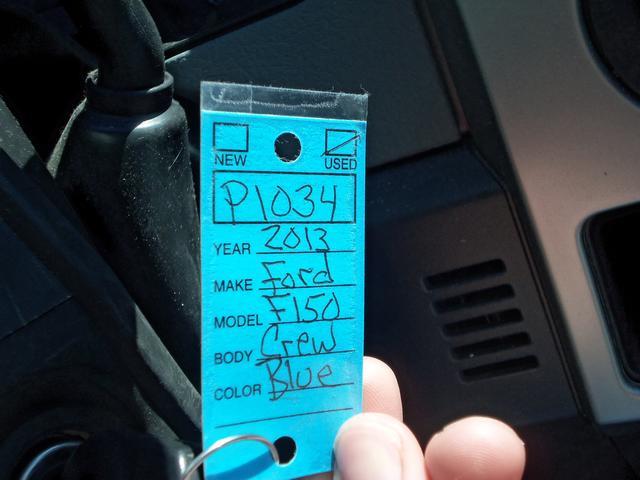 NEW USED
P1034
YEAR 2013
MAKE Ford
MODEL F150
BODY Crew
COLOR Blue